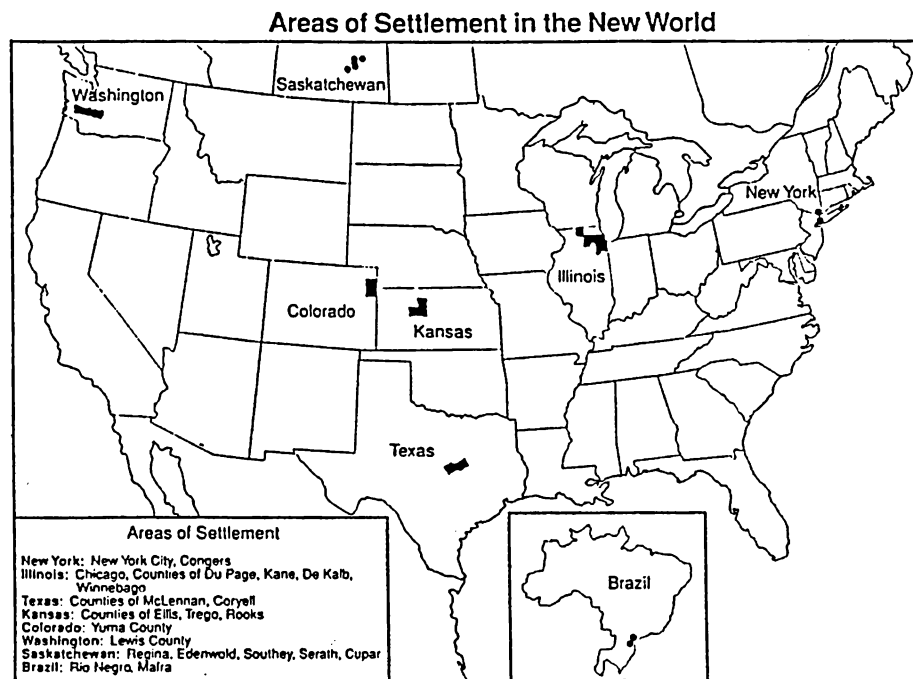 Areas of Settlement in the New World
Saskatchewan
Washington
New York
Illinois
Colorado
Kansas
Texas
Areas of Settlement
New York: New York City, Congers
Illinois: Chicago, Counties of Du Page, Kane, De Kalb,
Winnebago
Texas: Counties of McLennan, Coryell
Kansas: Counties of Ellis, Trego, Rooks
Colorado: Yuma County
Washington: Lewis County
Saskatchewan: Regina, Edenwold, Southey, Serath, Cupar
Brazil: Rio Negro, Mafra
Brazil